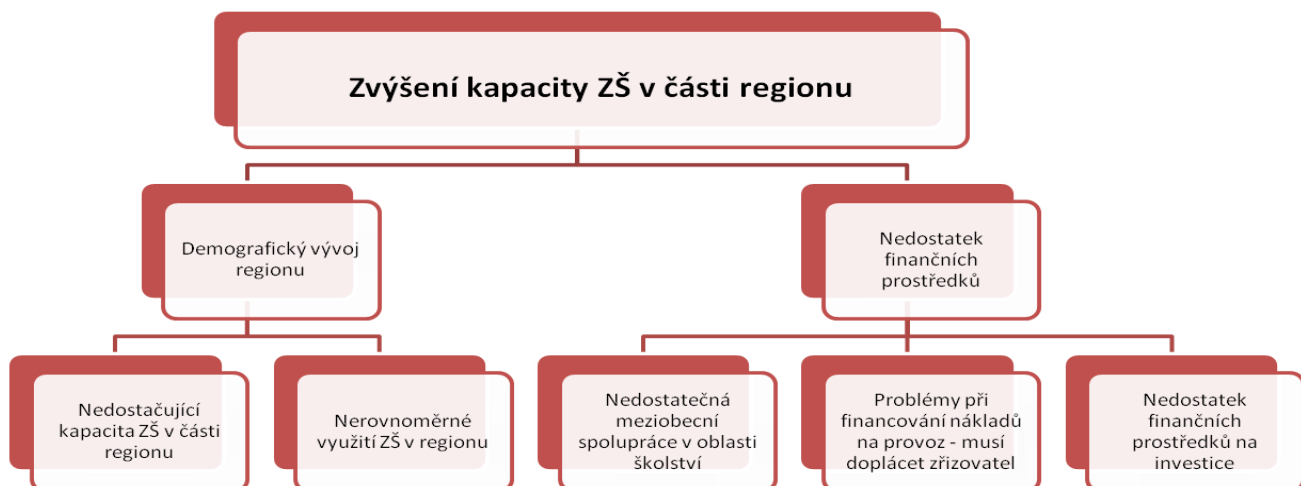 Zvýšení kapacity ZŠ v části regionu
Demografický vývoj
regionu
Nedostatek
finančních
prostředků
Nedostačující
kapacita ZŠ v části
regionu
Nerovnoměrné
využití ZŠ v regionu
Nedostatečná
meziobecní
spolupráce v oblasti
školství
Problémy při
financování nákladů
na provoz - musí
doplácet zřizovatel
Nedostatek
finančních
prostředků na
investice